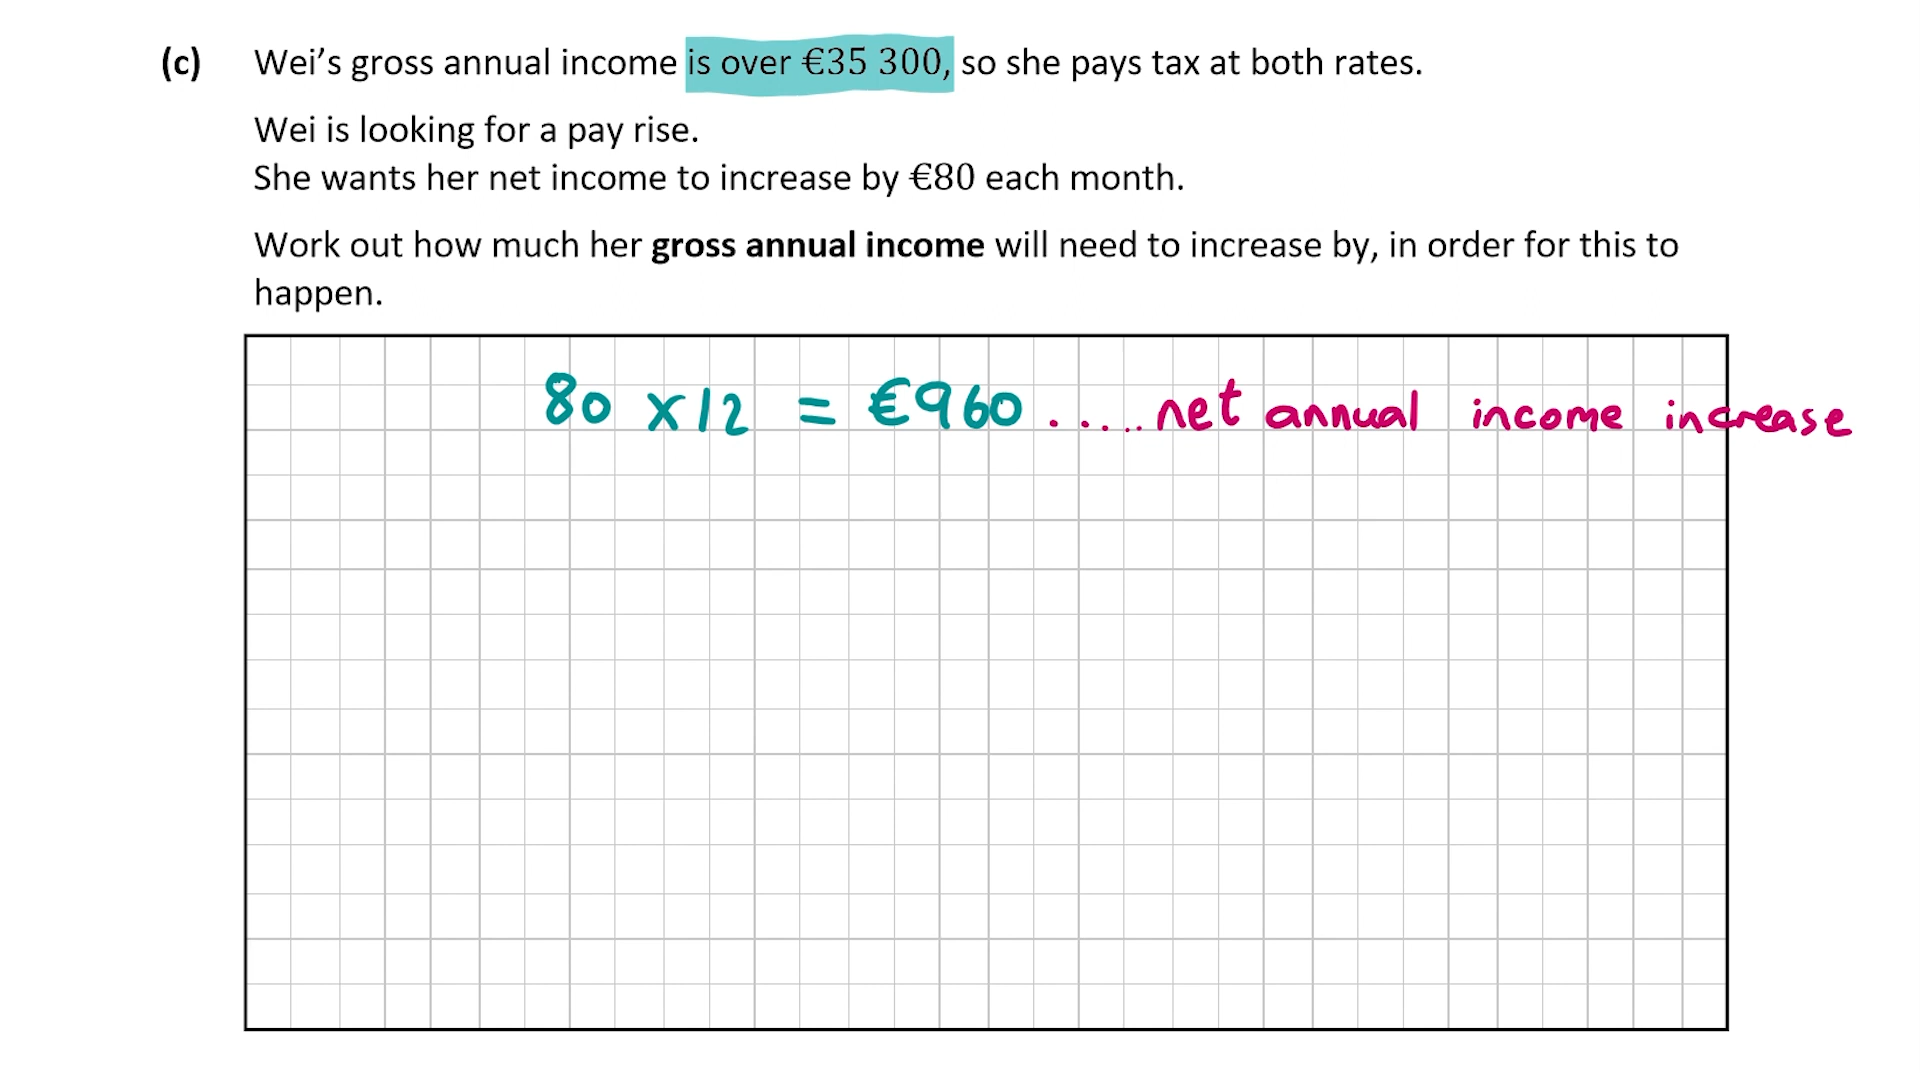 (c) Wei’s gross annual income is over €35 300, so she pays tax at both rates.
Wei is looking for a pay rise.
She wants her net income to increase by €80 each month.
Work out how much her gross annual income will need to increase by, in order for this to
happen.
80 x 12 = €960 ..... net annual income increase